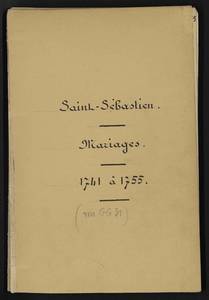 Saint-Sébastien.
Mariages.
1741 à 1755.